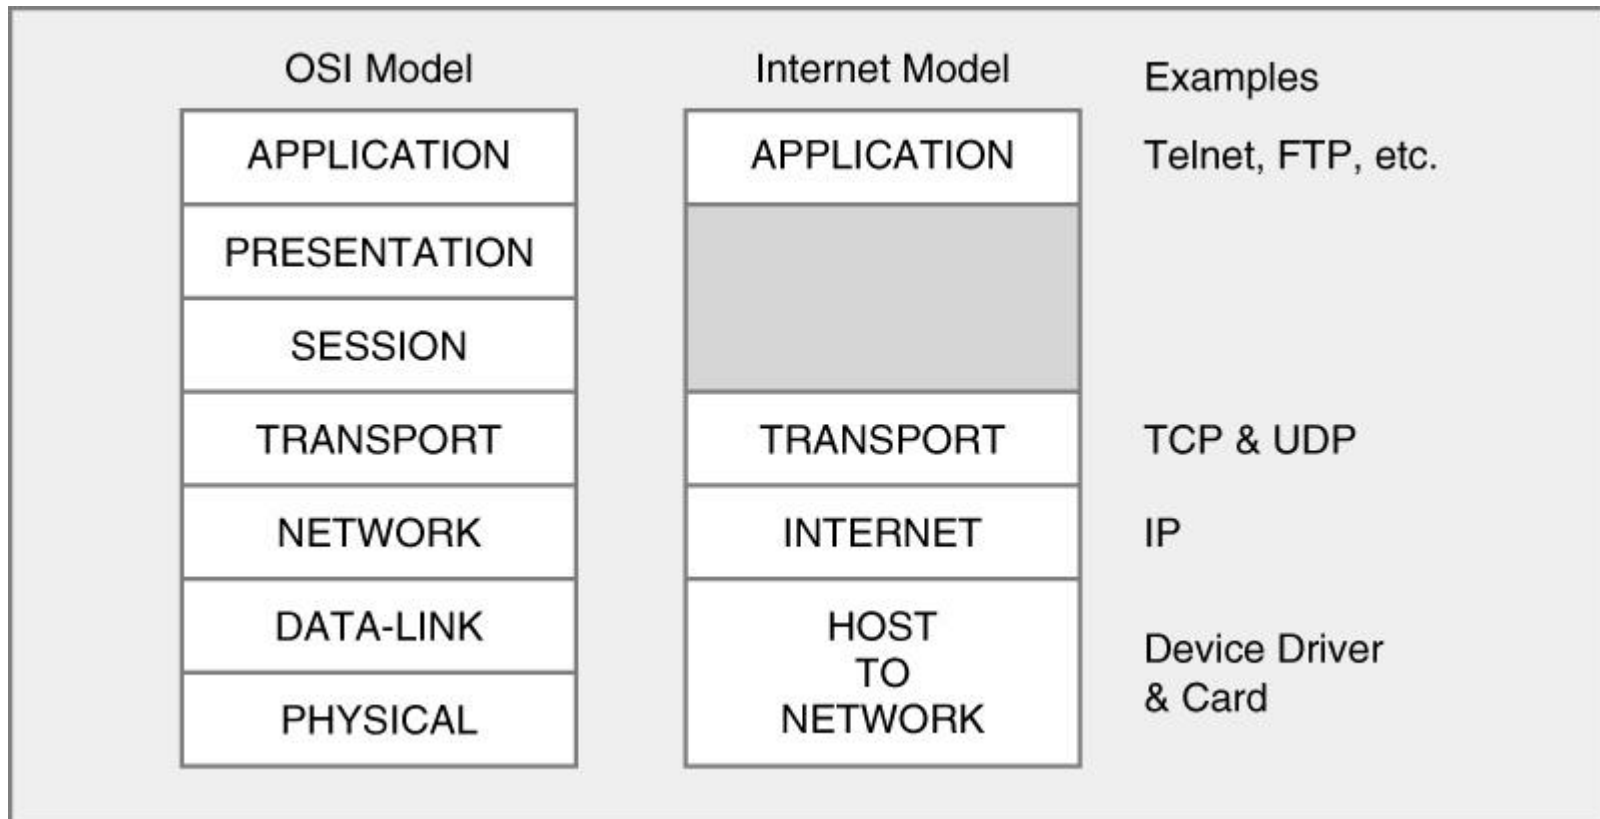 OSI Model
Internet Model
Examples
APPLICATION
APPLICATION
Telnet, FTP, etc.
PRESENTATION
SESSION
TRANSPORT
TRANSPORT
TCP & UDP
NETWORK
INTERNET
IP
DATA-LINK
HOST
TO
NETWORK
Device Driver
& Card
PHYSICAL